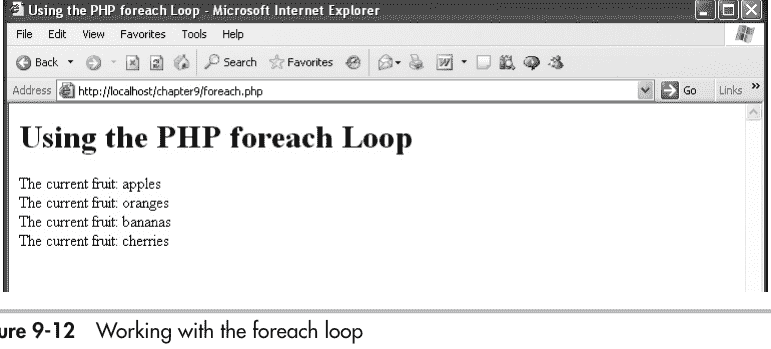 Using the PHP foreach Loop - Microsoft Internet Explorer
File Edit View Favorites Tools Help
Back Search Favorites
Address http://localhost/chapter9/foreach.php Go Links »
Using the PHP foreach Loop
The current fruit: apples
The current fruit: oranges
The current fruit: bananas
The current fruit: cherries
ure 9-12 Working with the foreach loop